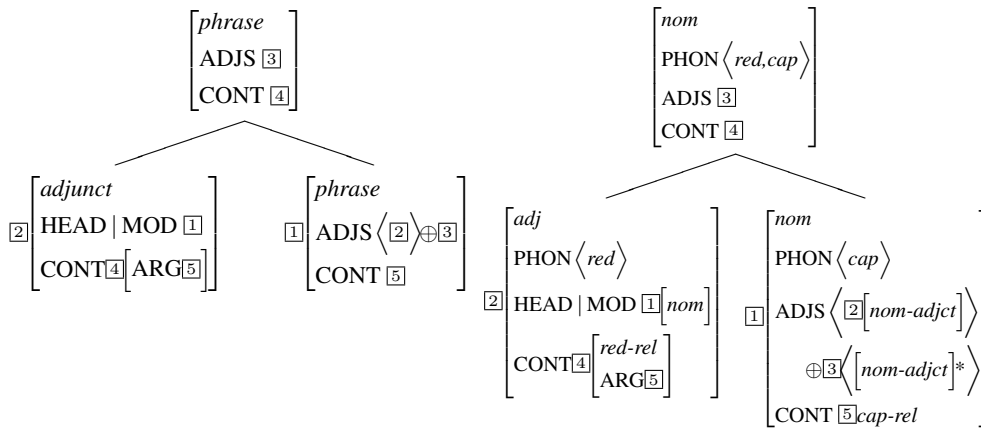 phrase
ADJS 3
CONT 4
2 adjunct
HEAD | MOD 1
CONT 4 [ARG 5]
1 phrase
ADJS ⟨ 2 ⟩ ⊕ 3
CONT 5
nom
PHON ⟨ red,cap ⟩
ADJS 3
CONT 4
2 adj
PHON ⟨ red ⟩
HEAD | MOD 1 [nom]
CONT 4 [red-rel
ARG 5]
1 nom
PHON ⟨ cap ⟩
ADJS ⟨ 2 [nom-adjct] ⟩
⊕ 3 ⟨ [nom-adjct]* ⟩
CONT 5 cap-rel